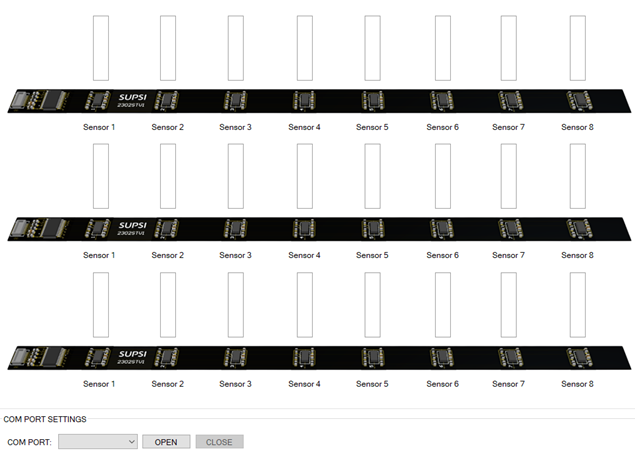 SUPSI
23029TV1
Sensor 1 Sensor 2 Sensor 3 Sensor 4 Sensor 5 Sensor 6 Sensor 7 Sensor 8
SUPSI
23029TV1
Sensor 1 Sensor 2 Sensor 3 Sensor 4 Sensor 5 Sensor 6 Sensor 7 Sensor 8
SUPSI
23029TV1
Sensor 1 Sensor 2 Sensor 3 Sensor 4 Sensor 5 Sensor 6 Sensor 7 Sensor 8
COM PORT SETTINGS
COM PORT: OPEN CLOSE